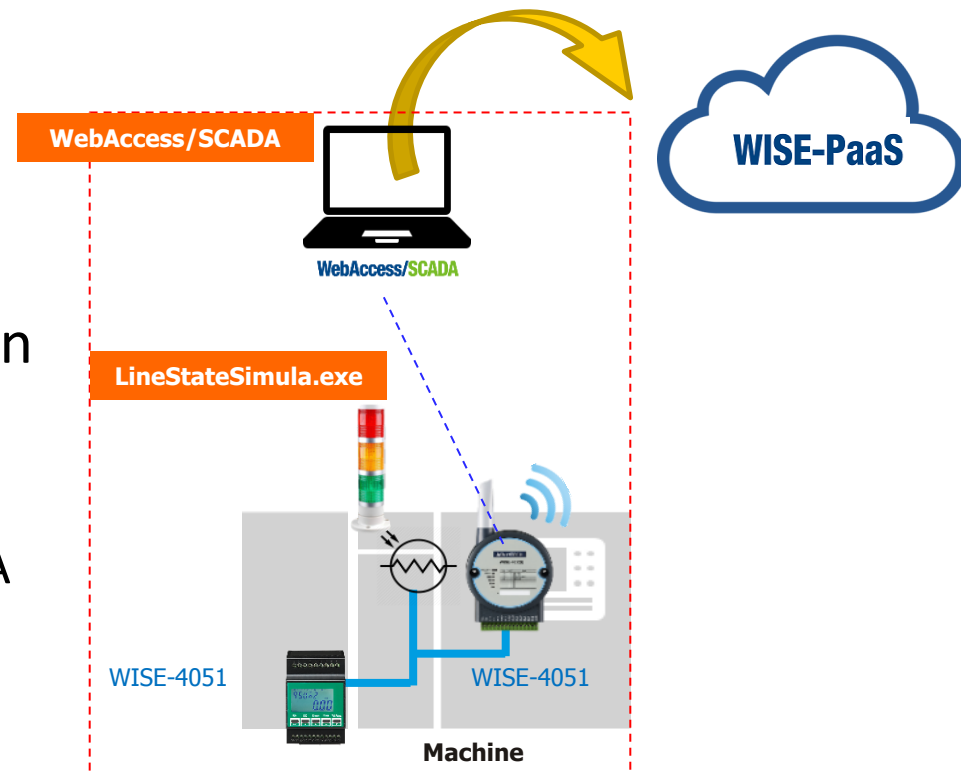 WebAccess/SCADA
WISE-PaaS
WebAccess/SCADA
n
LineStateSimula.exe
A
WISE-4051
WISE-4051
Machine